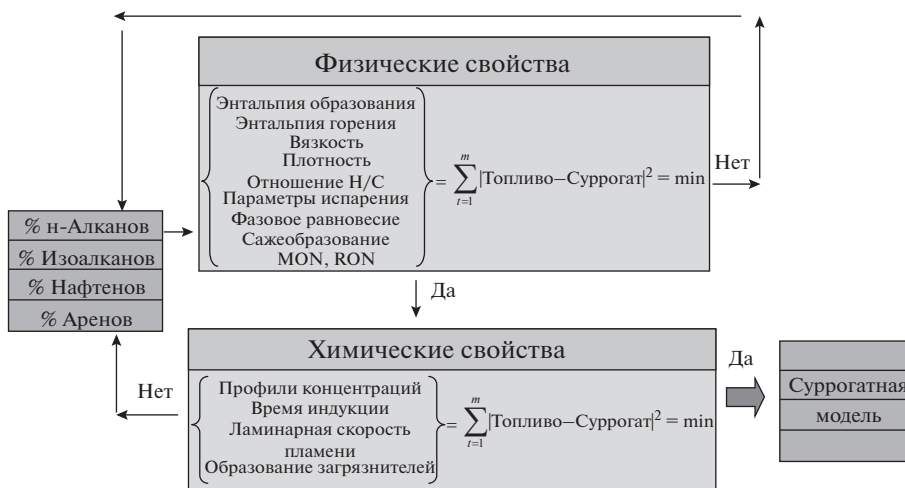 Физические свойства
Энтальпия образования
Энтальпия горения
Вязкость
Плотность
Отношение H/C
Параметры испарения
Фазовое равновесие
Сажеобразование
MON, RON
= m ∑ t=1 |Топливо–Суррогат|² = min
Нет
% н-Алканов
% Изоалканов
% Нафтенов
% Аренов
Да
Химические свойства
Нет
Профили концентраций
Время индукции
Ламинарная скорость
пламени
Образование загрязнителей
= m ∑ t=1 |Топливо–Суррогат|² = min
Да
Суррогатная
модель